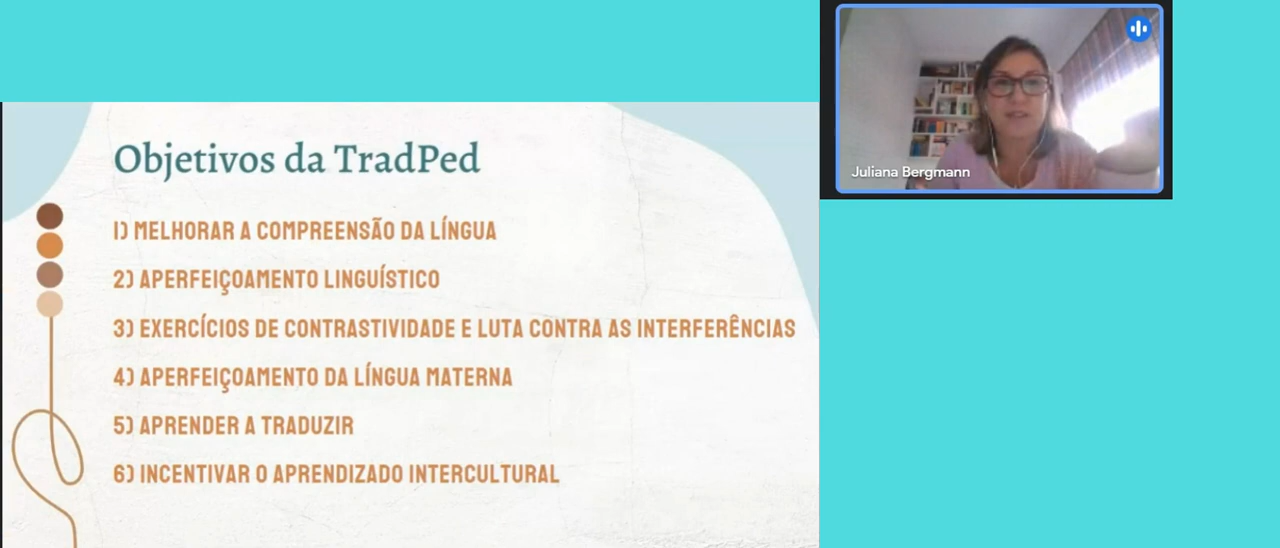 Objetivos da TradPed
1) MELHORAR A COMPREENSÃO DA LÍNGUA
2) APERFEIÇOAMENTO LINGUÍSTICO
3) EXERCÍCIOS DE CONTRASTIVIDADE E LUTA CONTRA AS INTERFERÊNCIAS
4) APERFEIÇOAMENTO DA LÍNGUA MATERNA
5) APRENDER A TRADUZIR
6) INCENTIVAR O APRENDIZADO INTERCULTURAL
Juliana Bergmann